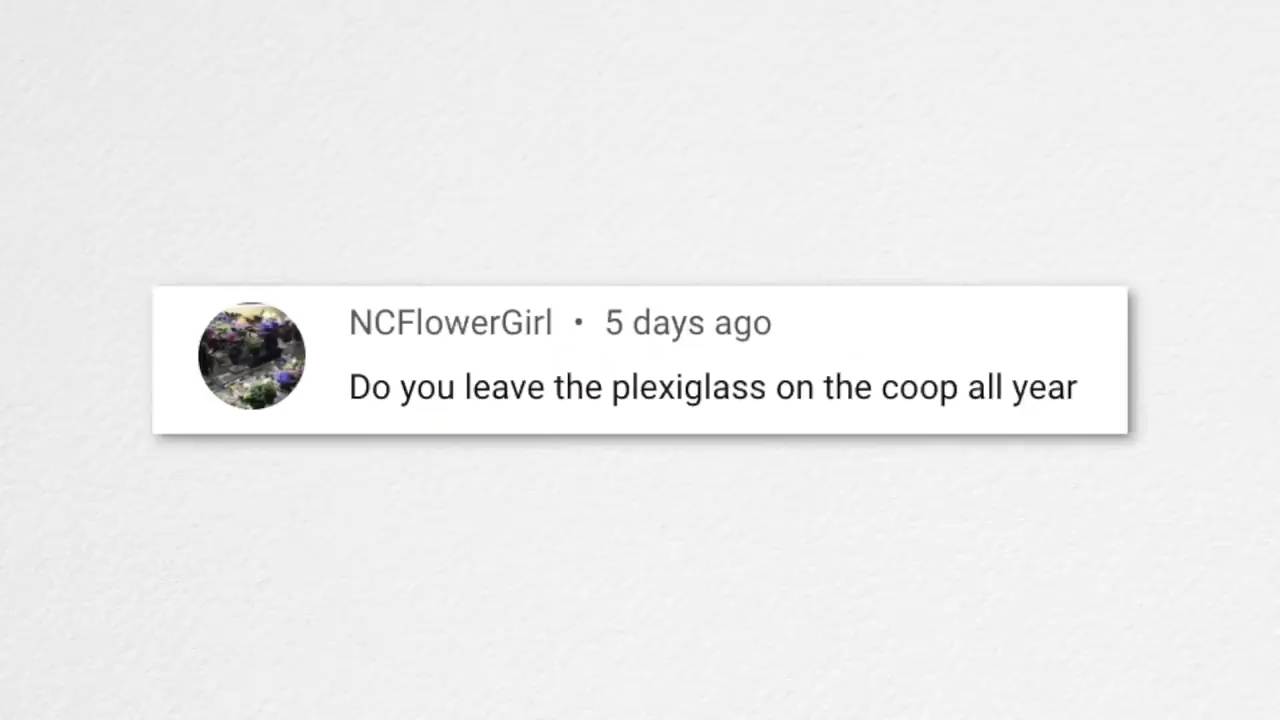 NCFlowerGirl • 5 days ago
Do you leave the plexiglass on the coop all year